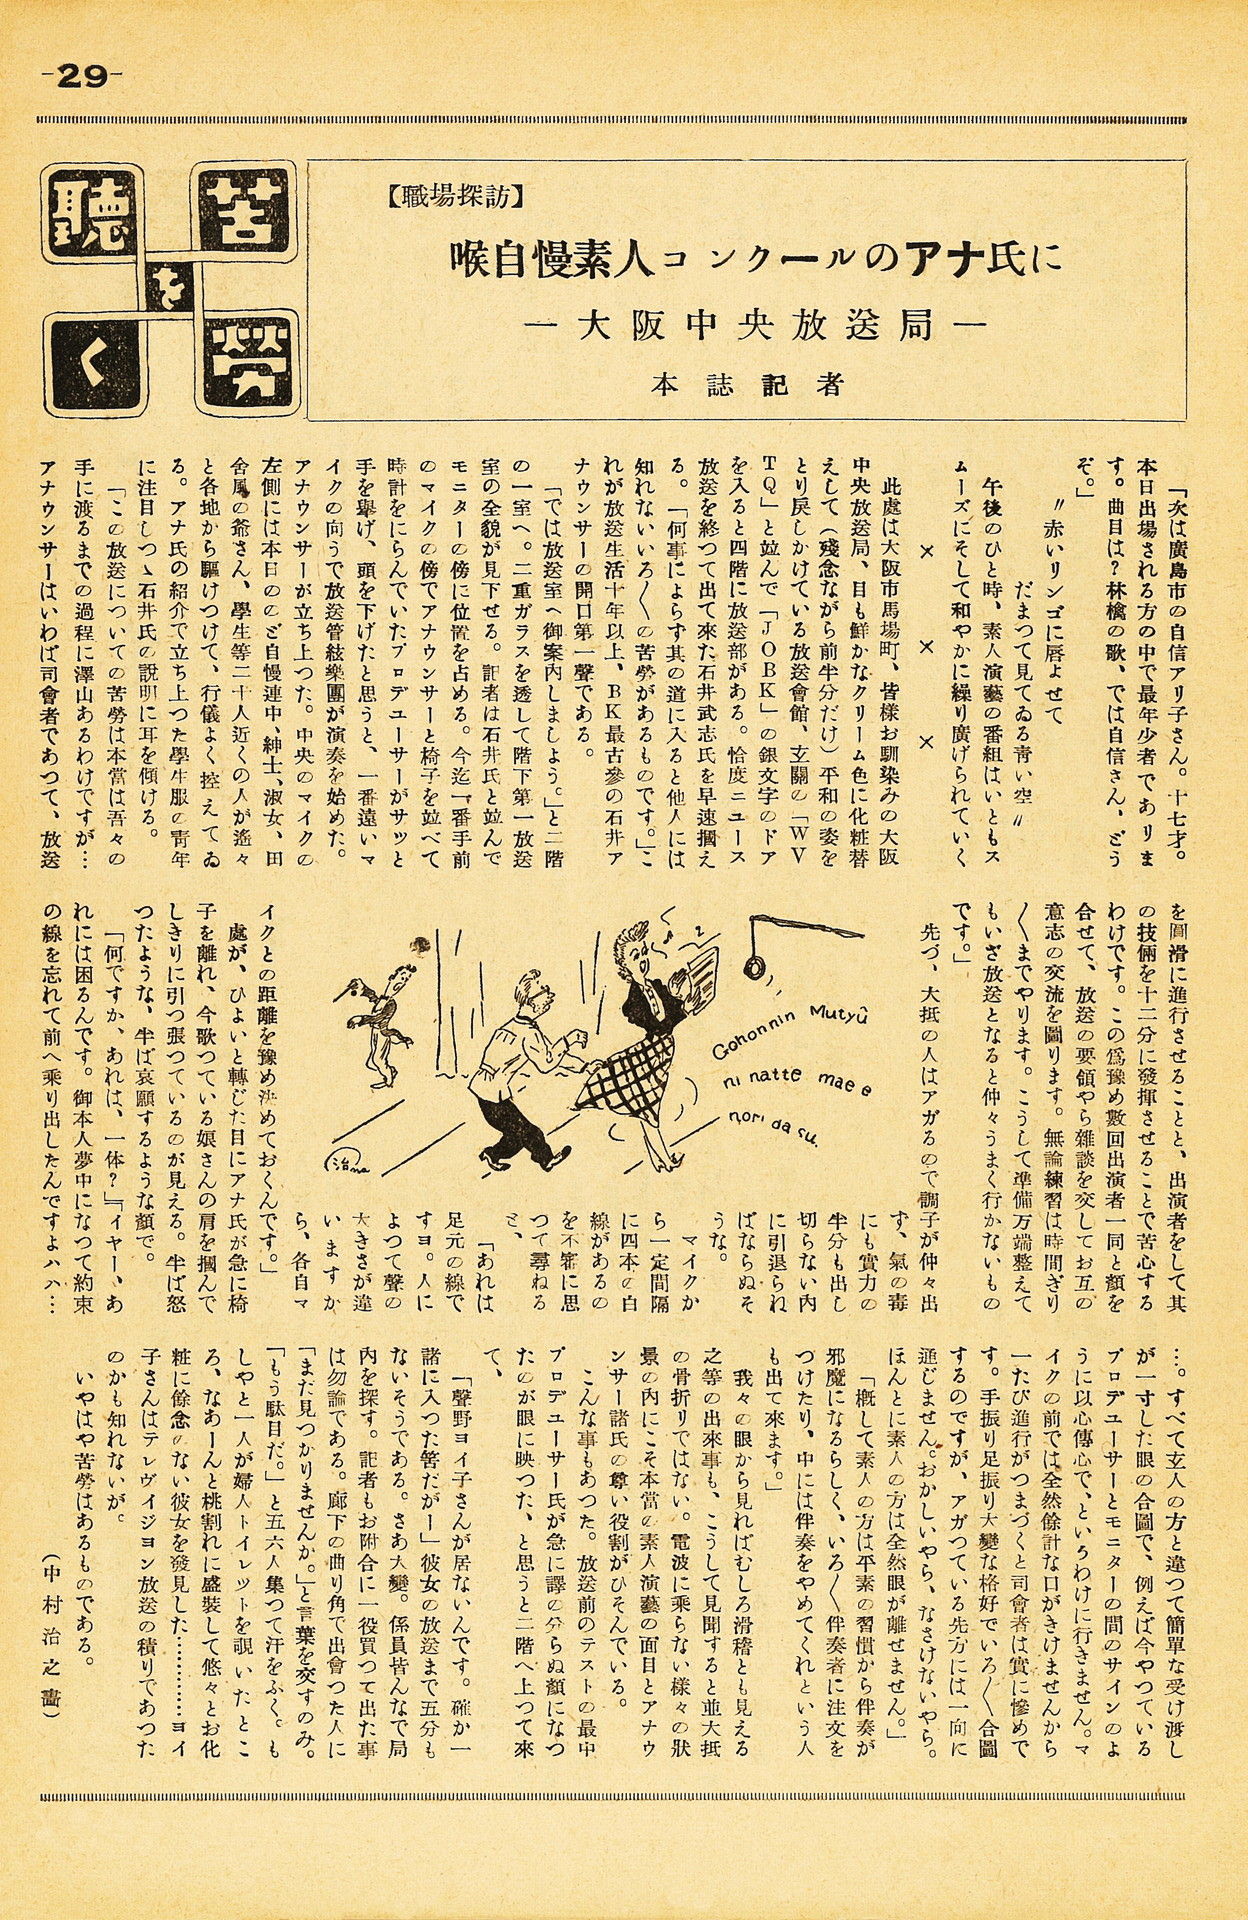 -29-
苦勞を聽く
【職場探訪】
喉自慢素人コンクールのアナ氏に
―大阪中央放送局―
本誌記者
「次は廣島市の自信アリ子さん。十七才。
本日出場される方の中で最年少者でありま
す。曲目は?林檎の歌、では自信さん、どう
ぞ。」
〃赤いリンゴに唇よせて
だまつて見てゐる靑い空〃
午後のひと時、素人演藝の番組はいともス
ムーズにそして和やかに繰り廣げられていく
× × ×
此處は大阪市馬場町、皆樣お馴染みの大阪
中央放送局、目も鮮かなクリーム色に化粧替
えして(殘念ながら前半分だけ)平和の姿を
とり戾しかけている放送會館、玄關の「WV
TQ」と竝んで「JOBK」の銀文字のドア
を入ると四階に放送部がある。恰度ニュース
放送を終つて出て來た石井武志氏を早速摑え
る。「何事によらず其の道に入ると他人には
知れないいろ〱の苦勞があるものです。」こ
れが放送生活十年以上、BK最古參の石井ア
ナウンサーの開口第一聲である。
「では放送室へ御案內しましよう。」と二階
の一室へ。二重ガラスを透して階下第一放送
室の全貌が見下せる。記者は石井氏と竝んで
モニターの傍に位置を占める。今迄一番手前
のマイクの傍でアナウンサーと椅子を竝べて
時計をにらんでいたプロデユーサーがサッと
手を擧げ、頭を下げたと思うと、一番遠いマ
イクの向うで放送管絃樂團が演奏を始めた。
アナウンサーが立ち上つた。中央のマイクの
左側には本日ののど自慢連中、紳士、淑女、田
舍風の爺さん、學生等二十人近くの人が遙々
と各地から驅けつけて、行儀よく控えてゐ
る。アナ氏の紹介で立ち上つた學生服の靑年
に注目しつゝ石井氏の說明に耳を傾ける。
「この放送についての苦勞は本當は吾々の
手に渡るまでの過程に澤山あるわけですが…
アナウンサーはいわば司會者であつて、放送
を圓滑に進行させることと、出演者をして其
の技倆を十二分に發揮させることで苦心する
わけです。この爲豫め數回出演者一同と顏を
合せて、放送の要領やら雜談を交してお互の
意志の交流を圖ります。無論練習は時間ぎり
〱までやります。こうして準備万端整えて
もいざ放送となると仲々うまく行かないもの
です。」
先づ、大抵の人はアガるので調子が仲々出
ず、氣の毒
にも實力の
半分も出し
切らない內
に引退らね
ばならぬそ
うな。
マイクか
ら一定間隔
に四本の白
線があるの
を不審に思
つて尋ねる
と、
「あれは
足元の線で
すヨ。人に
よつて聲の
大きさが違
いますか
ら、各自マ
イクとの距離を豫め決めておくんです。」
處が、ひよいと轉じた目にアナ氏が急に椅
子を離れ、今歌つている娘さんの肩を摑んで
しきりに引つ張つているのが見える。半ば怒
つたような、半ば哀願するような顏で。
「何ですか、あれは、一体?」「イヤー、あ
れには困るんです。御本人夢中になつて約束
の線を忘れて前へ乘り出したんですよハハ…
Gohonnin Mutyû
ni natte mae e
nori da su.
治
…。すべて玄人の方と違つて簡單な受け渡し
が一寸した眼の合圖で、例えば今やつている
プロデユーサーとモニターの間のサインのよ
うに以心傳心で、というわけに行きません。マ
イクの前では全然餘計な口がきけませんから
一たび進行がつまづくと司會者は實に慘めで
す。手振り足振り大變な格好でいろ〱合圖
するのですが、アガつている先方には一向に
通じません。おかしいやら、なさけないやら。
ほんとに素人の方は全然眼が離せません。」
「槪して素人の方は平素の習慣から伴奏が
邪魔になるらしく、いろ〱伴奏者に注文を
つけたり、中には伴奏をやめてくれという人
も出て來ます。」
我々の眼から見ればむしろ滑稽とも見える
之等の出來事も、こうして見聞すると並大抵
の骨折りではない。電波に乘らない樣々の狀
景の內にこそ本當の素人演藝の面目とアナウ
ンサー諸氏の尊い役割がひそんでいる。
こんな事もあつた。放送前のテストの最中
プロデユーサー氏が急に譯の分らぬ顏になつ
たのが眼に映つた、と思うと二階へ上つて來
て、
「聲野ヨイ子さんが居ないんです。確か一
諸に入つた筈だが―」彼女の放送まで五分も
ないそうである。さあ大變。係員皆んなで局
內を探す。記者もお附合に一役買つて出た事
は勿論である。廊下の曲り角で出會つた人に
「まだ見つかりませんか。」と言葉を交すのみ。
「もう駄目だ。」と五六人集つて汗をふく。も
しやと一人が婦人トイレットを覗いたとこ
ろ、なあーんと桃割れに盛裝して悠々とお化
粧に餘念のない彼女を發見した…………ヨイ
子さんはテレヴイジヨン放送の積りであつた
のかも知れないが。
いやはや苦勞はあるものである。
(中村治之畵)